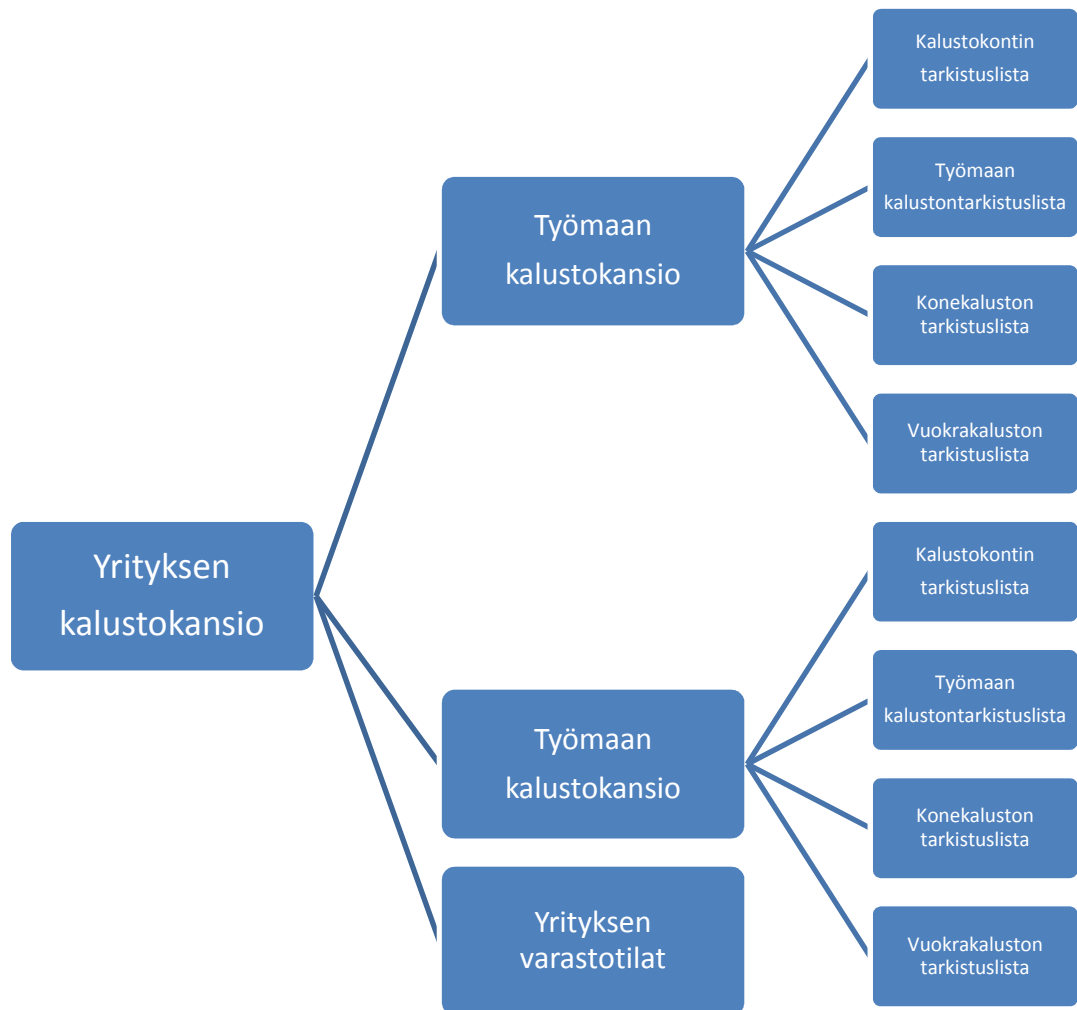 Yrityksen
kalustokansio
Työmaan
kalustokansio
Kalustokontin
tarkistuslista
Työmaan
kalustontarkistuslista
Konekaluston
tarkistuslista
Vuokrakaluston
tarkistuslista
Työmaan
kalustokansio
Kalustokontin
tarkistuslista
Työmaan
kalustontarkistuslista
Konekaluston
tarkistuslista
Vuokrakaluston
tarkistuslista
Yrityksen
varastotilat